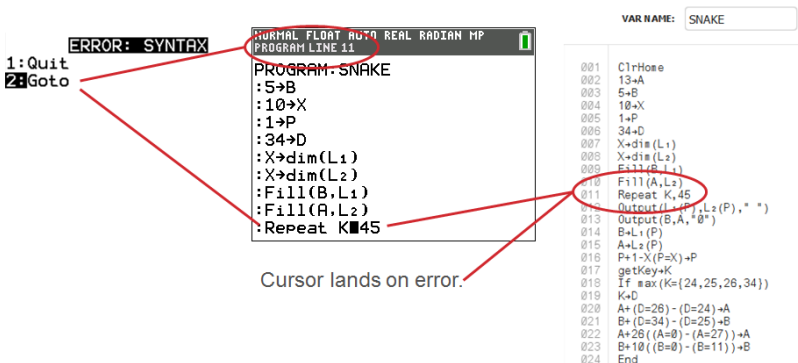 ERROR: SYNTAX
1:Quit
2:Goto
NORMAL FLOAT AUTO REAL RADIAN MP
PROGRAM LINE 11
PROGRAM:SNAKE
:5→B
:10→X
:1→P
:34→D
:X→dim(L₁)
:X→dim(L₂)
:Fill(B,L₁)
:Fill(A,L₂)
:Repeat K█45
Cursor lands on error.
VAR NAME: SNAKE
001 ClrHome
002 13→A
003 5→B
004 10→X
005 1→P
006 34→D
007 X→dim(L₁)
008 X→dim(L₂)
009 Fill(B,L₁)
010 Fill(A,L₂)
011 Repeat K,45
012 Output(L₁(P),L₂(P)," ")
013 Output(B,A,"0")
014 B→L₁(P)
015 A→L₂(P)
016 P+1-X(P=X)→P
017 getKey→K
018 If max(K={24,25,26,34})
019 K→D
020 A+(D=26)-(D=24)→A
021 B+(D=34)-(D=25)→B
022 A+26((A=0)-(A=27))→A
023 B+10((B=0)-(B=11))→B
024 End